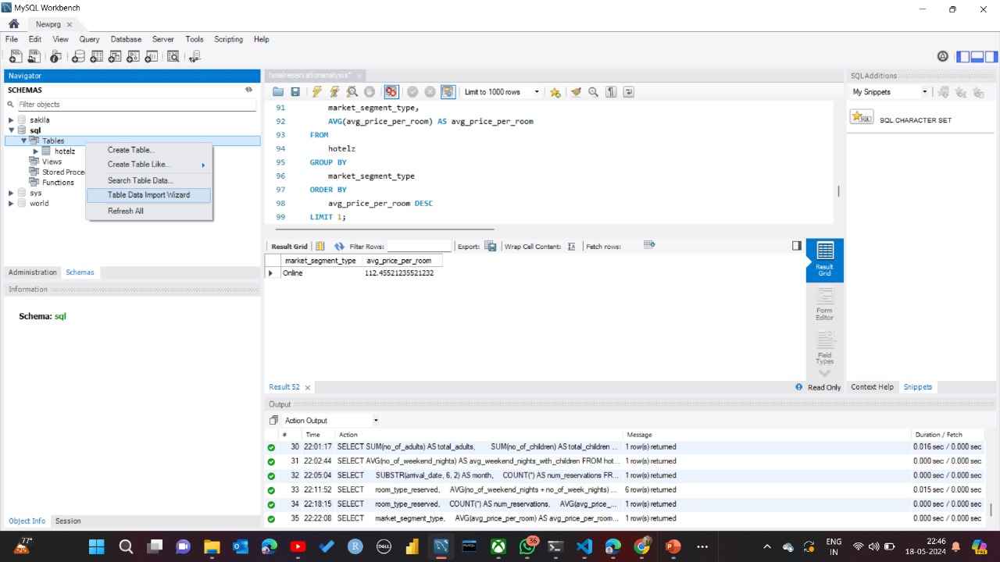 MySQL Workbench
Newprg
File Edit View Query Database Server Tools Scripting Help
Navigator
SCHEMAS
Filter objects
sakila
sql
Tables
hotelz
Views
Stored Proce
Functions
sys
world
Create Table...
Create Table Like...
Search Table Data...
Table Data Import Wizard
Refresh All
Administration Schemas
Information
Schema: sql
Object Info Session
hotelreservationanalysis*
Limit to 1000 rows
91 market_segment_type,
92 AVG(avg_price_per_room) AS avg_price_per_room
93 FROM
94 hotelz
95 GROUP BY
96 market_segment_type
97 ORDER BY
98 avg_price_per_room DESC
99 LIMIT 1;
Result Grid Filter Rows: Export: Wrap Cell Content: Fetch rows:
market_segment_type avg_price_per_room
Online 112.45521235521232
Result Grid
Form Editor
Field Types
Result 52
Read Only
SQLAdditions
My Snippets
SQL CHARACTER SET
Context Help Snippets
Output
Action Output
# Time Action Message Duration / Fetch
30 22:01:17 SELECT SUM(no_of_adults) AS total_adults, SUM(no_of_children) AS total_children ... 1 row(s) returned 0.016 sec / 0.000 sec
31 22:02:44 SELECT AVG(no_of_weekend_nights) AS avg_weekend_nights_with_children FROM hot... 1 row(s) returned 0.000 sec / 0.000 sec
32 22:05:04 SELECT SUBSTR(arrival_date, 6, 2) AS month, COUNT(*) AS num_reservations FR... 1 row(s) returned 0.000 sec / 0.000 sec
33 22:11:52 SELECT room_type_reserved, AVG(no_of_weekend_nights + no_of_week_nights) ... 6 row(s) returned 0.015 sec / 0.000 sec
34 22:18:15 SELECT room_type_reserved, COUNT(*) AS num_reservations, AVG(avg_price_... 1 row(s) returned 0.000 sec / 0.000 sec
35 22:22:08 SELECT market_segment_type, AVG(avg_price_per_room) AS avg_price_per_room... 1 row(s) returned 0.000 sec / 0.000 sec
77°
36
ENG
IN
22:46
18-05-2024